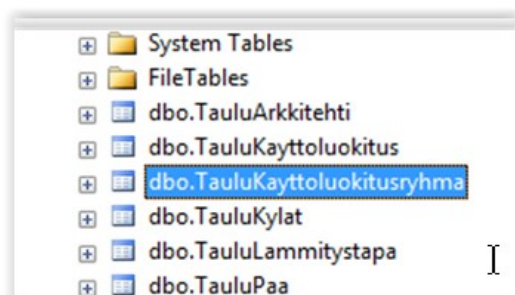 System Tables
FileTables
dbo.TauluArkkitehti
dbo.TauluKayttoluokitus
dbo.TauluKayttoluokitusryhma
dbo.TauluKylat
dbo.TauluLammitystapa
dbo.TauluPaa